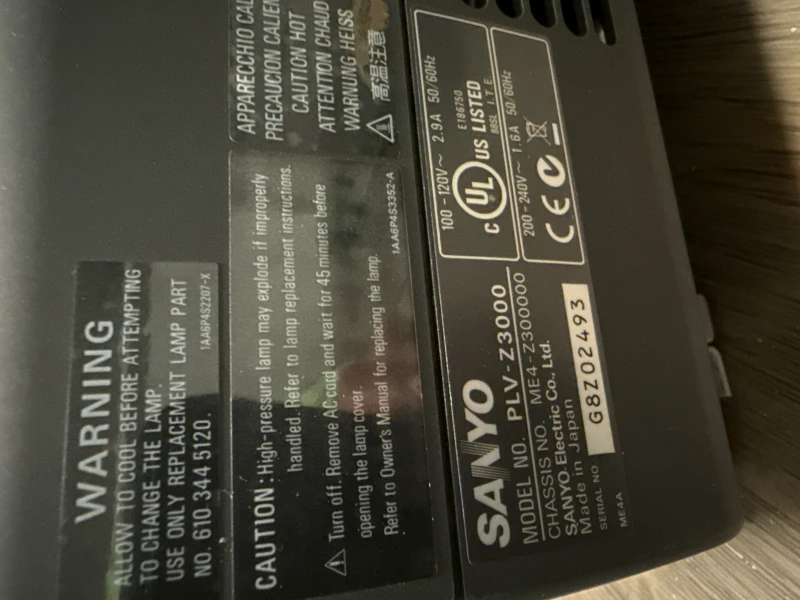 WARNING
ALLOW TO COOL BEFORE ATTEMPTING
TO CHANGE THE LAMP.
USE ONLY REPLACEMENT LAMP PART
NO. 610 344 5120.
1AA6P4S2207-X
APPARECCHIO CAL
PRECAUCION CALIEN
CAUTION HOT
ATTENTION CHAUD
WARNUNG HEISS
高温注意
CAUTION : High-pressure lamp may explode if improperly
handled. Refer to lamp replacement instructions.
Turn off. Remove AC cord and wait for 45 minutes before
opening the lamp cover.
Refer to Owner's Manual for replacing the lamp.
1AA6P4S3352-A
SANYO
MODEL NO. PLV-Z3000
CHASSIS NO. ME4-Z300000
SANYO Electric Co., Ltd.
Made in Japan
SERIAL NO. G8Z02493
ME4A
100-120V~ 2.9A 50/60Hz
C UL US LISTED
E196750
88SL I.T.E.
200-240V~ 1.6A 50/60Hz
CE